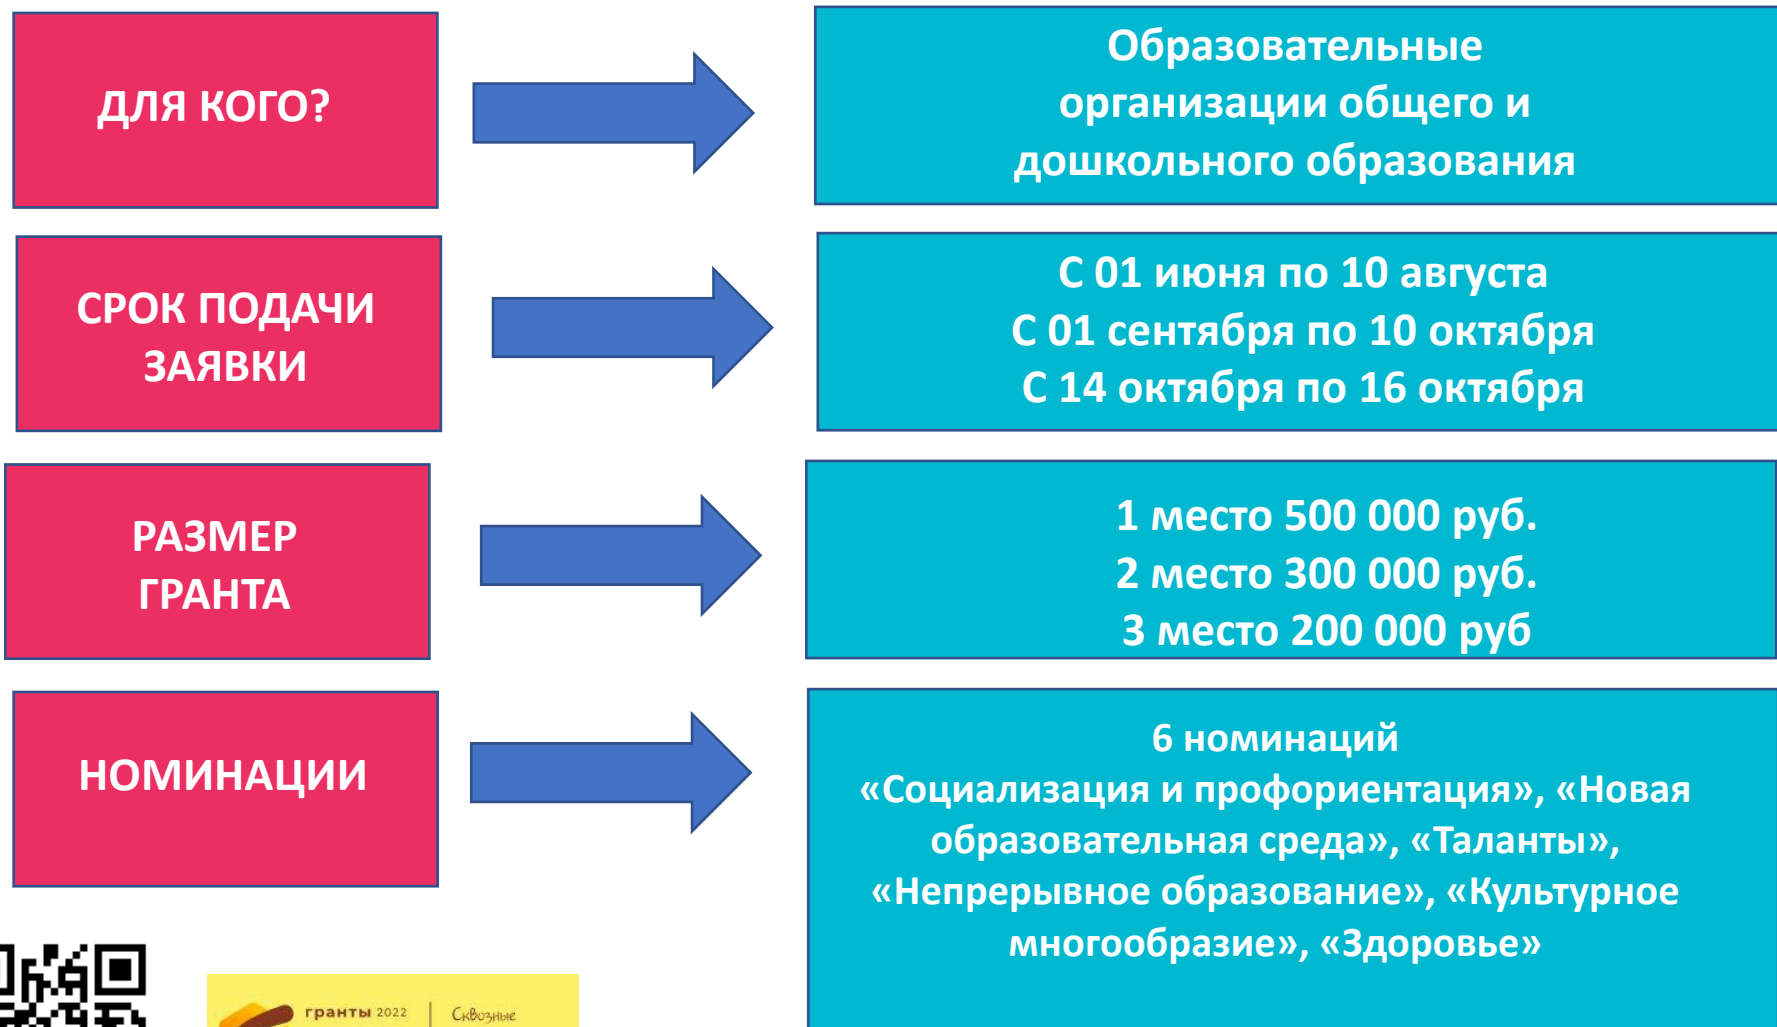 ДЛЯ КОГО?
Образовательные
организации общего и
дошкольного образования
СРОК ПОДАЧИ
ЗАЯВКИ
С 01 июня по 10 августа
С 01 сентября по 10 октября
С 14 октября по 16 октября
РАЗМЕР
ГРАНТА
1 место 500 000 руб.
2 место 300 000 руб.
3 место 200 000 руб
НОМИНАЦИИ
6 номинаций
«Социализация и профориентация», «Новая
образовательная среда», «Таланты»,
«Непрерывное образование», «Культурное
многообразие», «Здоровье»
гранты 2022
Сквозные